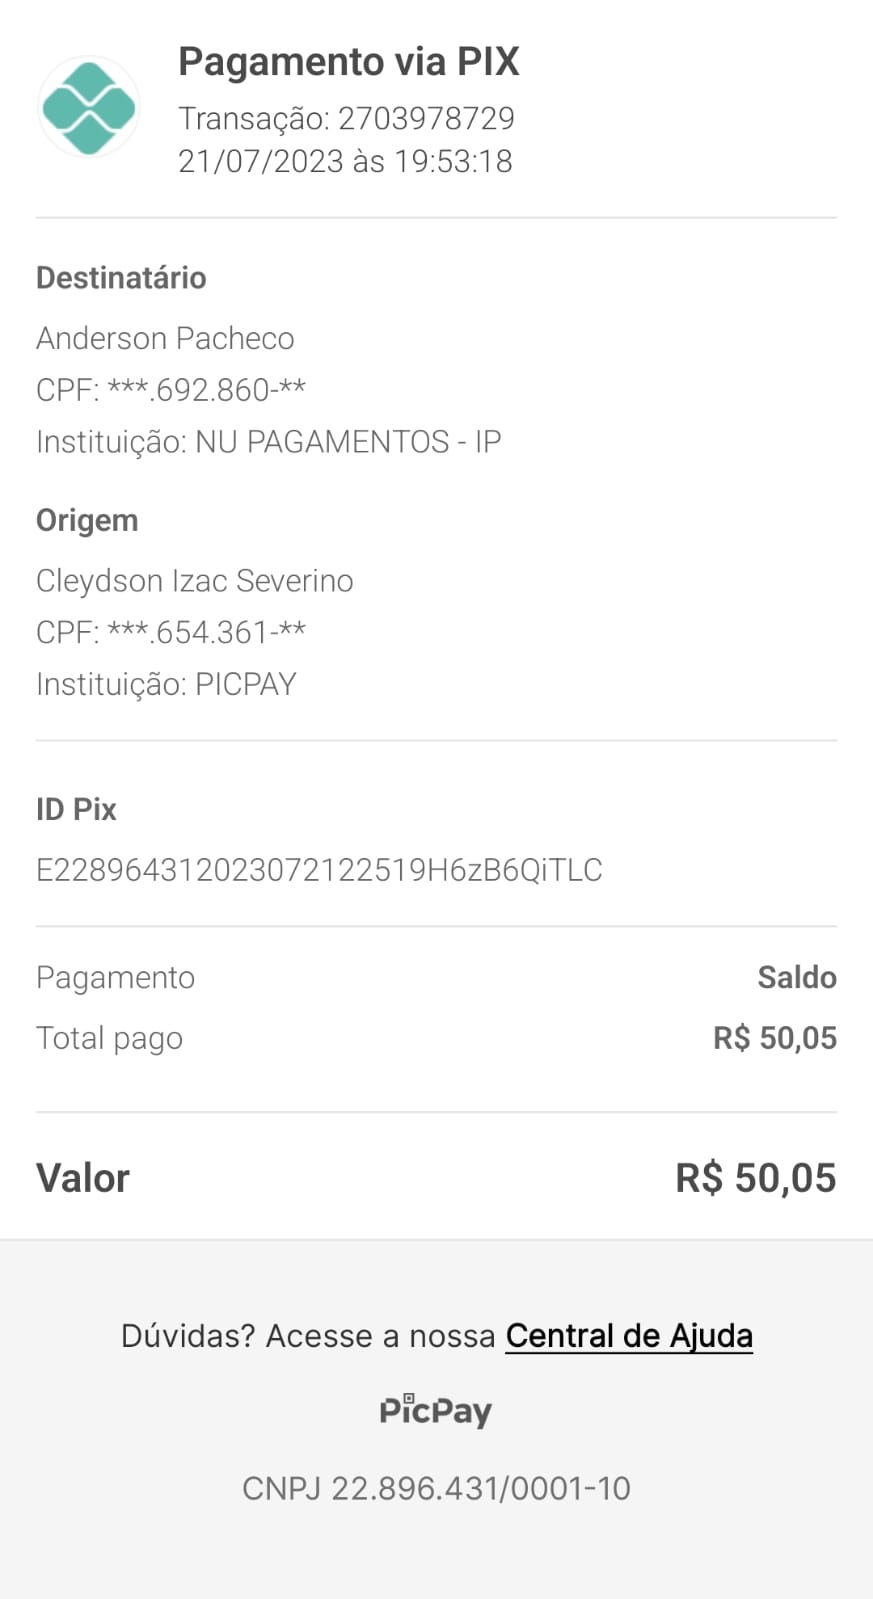 Pagamento via PIX
Transação: 2703978729
21/07/2023 às 19:53:18
Destinatário
Anderson Pacheco
CPF: ***.692.860-**
Instituição: NU PAGAMENTOS - IP
Origem
Cleydson Izac Severino
CPF: ***.654.361-**
Instituição: PICPAY
ID Pix
E22896431202307212​2519H6zB6QiTLC
Pagamento Saldo
Total pago R$ 50,05
Valor R$ 50,05
Dúvidas? Acesse a nossa Central de Ajuda
PicPay
CNPJ 22.896.431/0001-10